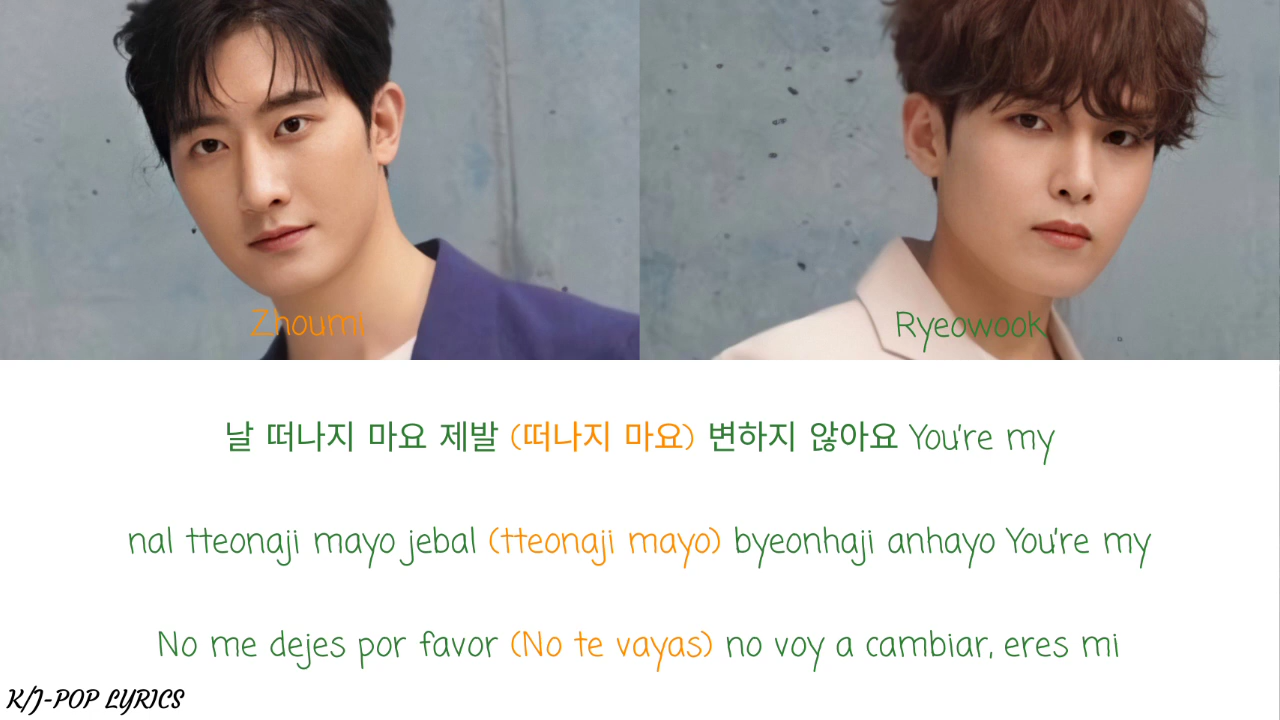 Zhoumi
Ryeowook
날 떠나지 마요 제발 (떠나지 마요) 변하지 않아요 You're my
nal tteonaji mayo jebal (tteonaji mayo) byeonhaji anhayo You're my
No me dejes por favor (No te vayas) no voy a cambiar, eres mi
K/J-POP LYRICS